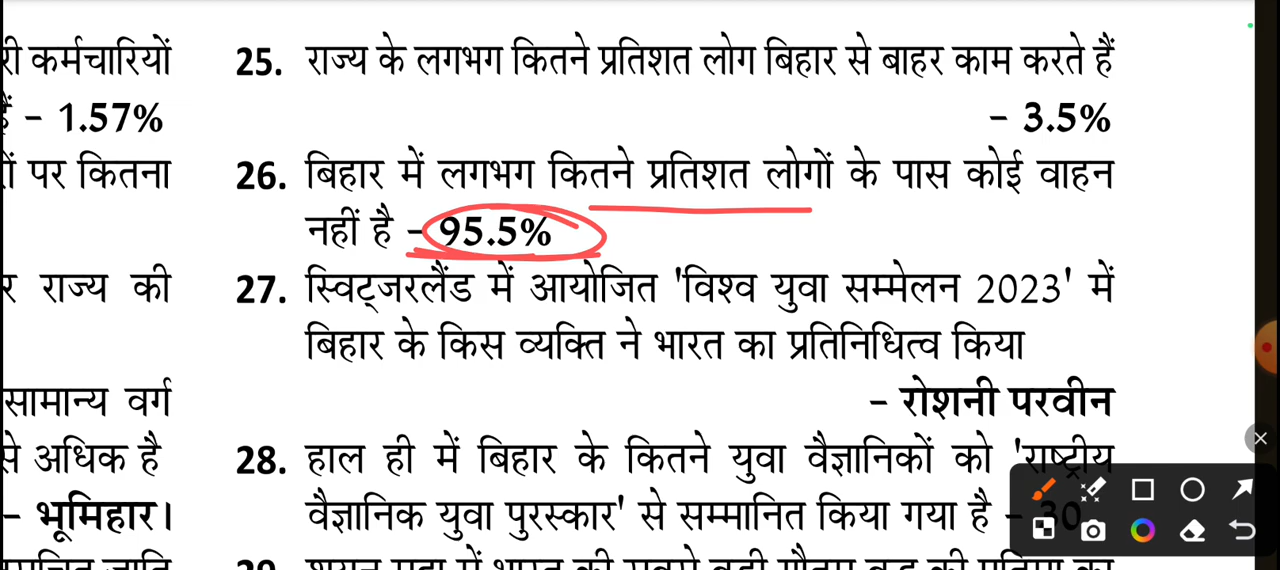 री कर्मचारियों
हैं – 1.57%
ों पर कितना
र राज्य की
सामान्य वर्ग
से अधिक है
– भूमिहार।
25. राज्य के लगभग कितने प्रतिशत लोग बिहार से बाहर काम करते हैं
– 3.5%
26. बिहार में लगभग कितने प्रतिशत लोगों के पास कोई वाहन
नहीं है – 95.5%
27. स्विट्जरलैंड में आयोजित 'विश्व युवा सम्मेलन 2023' में
बिहार के किस व्यक्ति ने भारत का प्रतिनिधित्व किया
– रोशनी परवीन
28. हाल ही में बिहार के कितने युवा वैज्ञानिकों को 'राष्ट्रीय
वैज्ञानिक युवा पुरस्कार' से सम्मानित किया गया है – 30